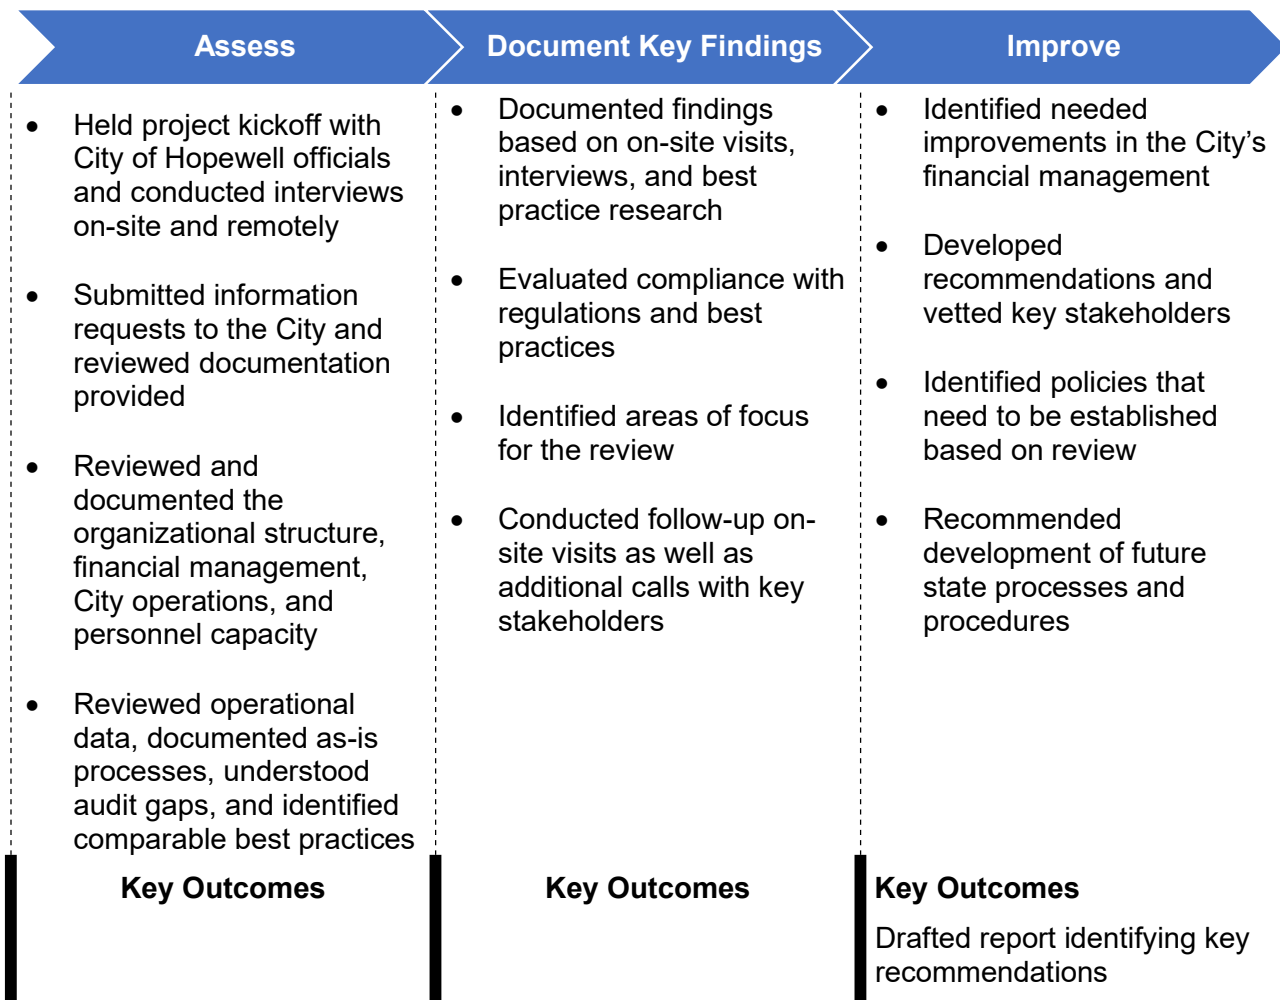 Assess
Document Key Findings
Improve
• Held project kickoff with
City of Hopewell officials
and conducted interviews
on-site and remotely
• Submitted information
requests to the City and
reviewed documentation
provided
• Reviewed and
documented the
organizational structure,
financial management,
City operations, and
personnel capacity
• Reviewed operational
data, documented as-is
processes, understood
audit gaps, and identified
comparable best practices
• Documented findings
based on on-site visits,
interviews, and best
practice research
• Evaluated compliance with
regulations and best
practices
• Identified areas of focus
for the review
• Conducted follow-up on-
site visits as well as
additional calls with key
stakeholders
• Identified needed
improvements in the City’s
financial management
• Developed
recommendations and
vetted key stakeholders
• Identified policies that
need to be established
based on review
• Recommended
development of future
state processes and
procedures
Key Outcomes
Key Outcomes
Key Outcomes
Drafted report identifying key
recommendations